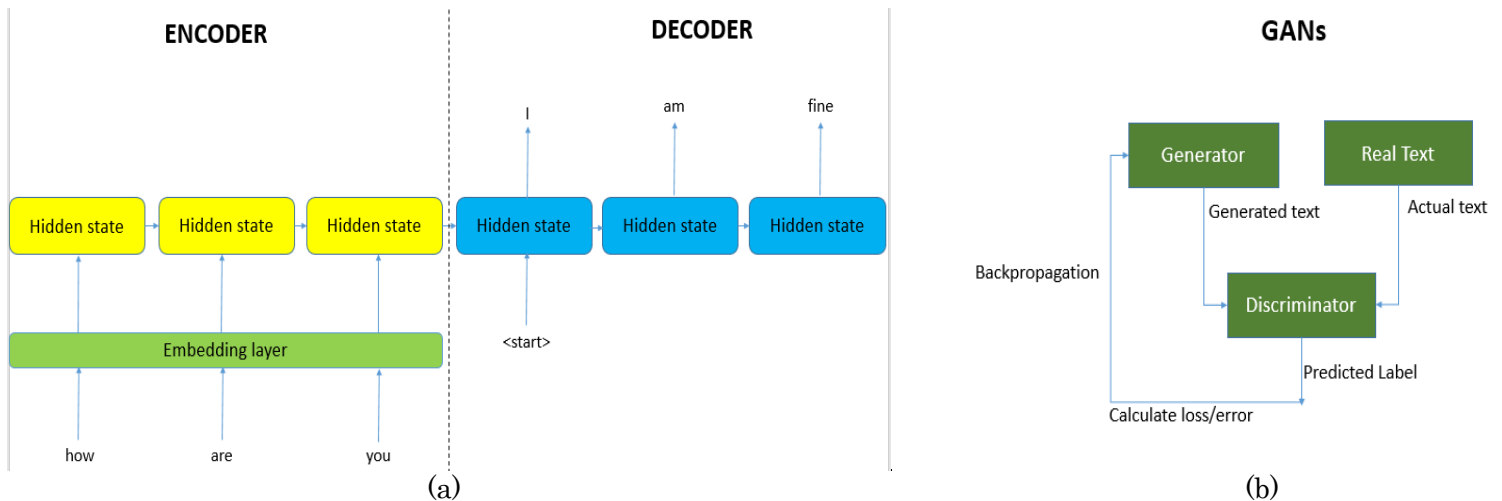 ENCODER
DECODER
I
am
fine
Hidden state
Hidden state
Hidden state
Hidden state
Hidden state
Hidden state
<start>
Embedding layer
how
are
you
(a)
GANs
Generator
Real Text
Generated text
Actual text
Backpropagation
Discriminator
Predicted Label
Calculate loss/error
(b)